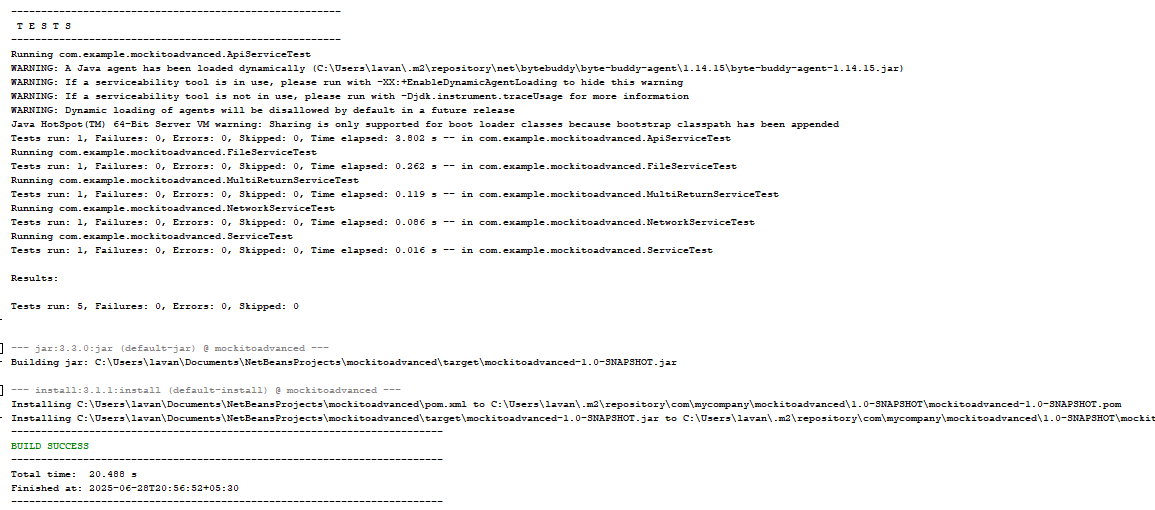 -------------------------------------------------------
T E S T S
-------------------------------------------------------
Running com.example.mockitoadvanced.ApiServiceTest
WARNING: A Java agent has been loaded dynamically (C:\Users\lavan\.m2\repository\net\bytebuddy\byte-buddy-agent\1.14.15\byte-buddy-agent-1.14.15.jar)
WARNING: If a serviceability tool is in use, please run with -XX:+EnableDynamicAgentLoading to hide this warning
WARNING: If a serviceability tool is not in use, please run with -Djdk.instrument.traceUsage for more information
WARNING: Dynamic loading of agents will be disallowed by default in a future release
Java HotSpot(TM) 64-Bit Server VM warning: Sharing is only supported for boot loader classes because bootstrap classpath has been appended
Tests run: 1, Failures: 0, Errors: 0, Skipped: 0, Time elapsed: 3.802 s -- in com.example.mockitoadvanced.ApiServiceTest
Running com.example.mockitoadvanced.FileServiceTest
Tests run: 1, Failures: 0, Errors: 0, Skipped: 0, Time elapsed: 0.262 s -- in com.example.mockitoadvanced.FileServiceTest
Running com.example.mockitoadvanced.MultiReturnServiceTest
Tests run: 1, Failures: 0, Errors: 0, Skipped: 0, Time elapsed: 0.119 s -- in com.example.mockitoadvanced.MultiReturnServiceTest
Running com.example.mockitoadvanced.NetworkServiceTest
Tests run: 1, Failures: 0, Errors: 0, Skipped: 0, Time elapsed: 0.086 s -- in com.example.mockitoadvanced.NetworkServiceTest
Running com.example.mockitoadvanced.ServiceTest
Tests run: 1, Failures: 0, Errors: 0, Skipped: 0, Time elapsed: 0.016 s -- in com.example.mockitoadvanced.ServiceTest
Results:
Tests run: 5, Failures: 0, Errors: 0, Skipped: 0
--- jar:3.3.0:jar (default-jar) @ mockitoadvanced ---
Building jar: C:\Users\lavan\Documents\NetBeansProjects\mockitoadvanced\target\mockitoadvanced-1.0-SNAPSHOT.jar
--- install:3.1.1:install (default-install) @ mockitoadvanced ---
Installing C:\Users\lavan\Documents\NetBeansProjects\mockitoadvanced\pom.xml to C:\Users\lavan\.m2\repository\com\mycompany\mockitoadvanced\1.0-SNAPSHOT\mockitoadvanced-1.0-SNAPSHOT.pom
Installing C:\Users\lavan\Documents\NetBeansProjects\mockitoadvanced\target\mockitoadvanced-1.0-SNAPSHOT.jar to C:\Users\lavan\.m2\repository\com\mycompany\mockitoadvanced\1.0-SNAPSHOT\mockit
------------------------------------------------------------------------
BUILD SUCCESS
------------------------------------------------------------------------
Total time:  20.488 s
Finished at: 2025-06-28T20:56:52+05:30
------------------------------------------------------------------------